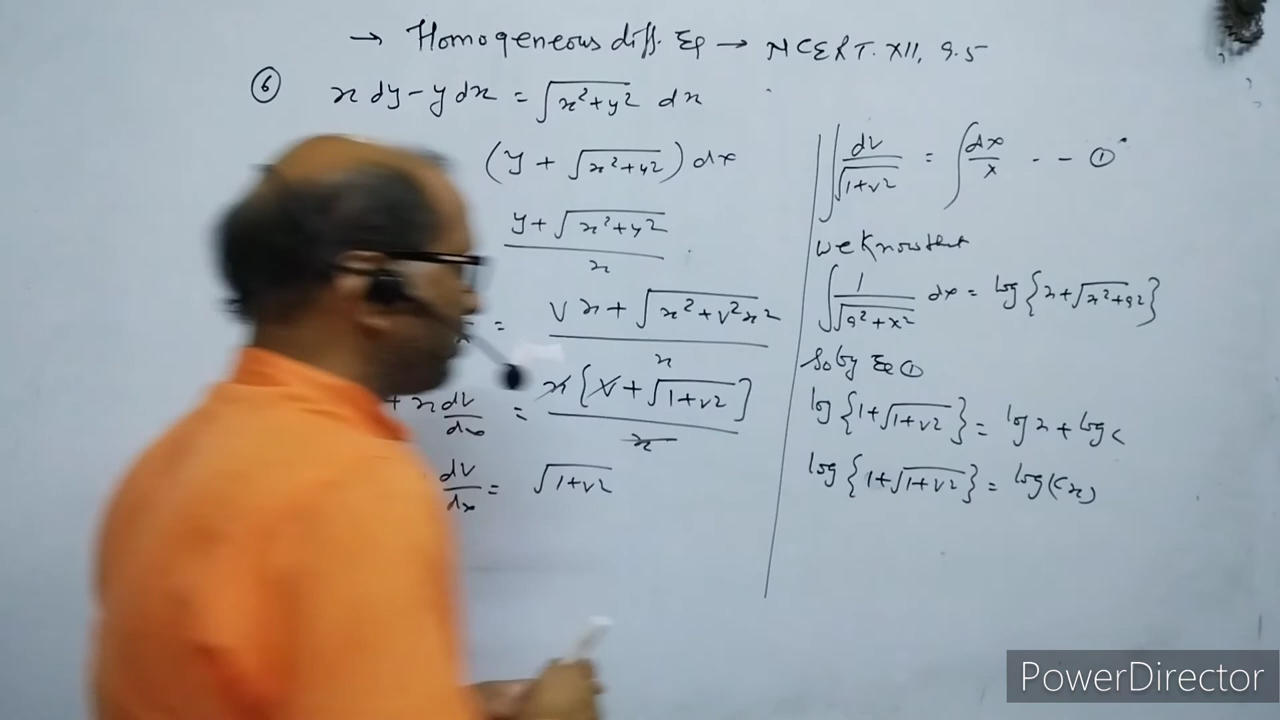 → Homogeneous diff. Eq → NCERT. XII, 9.5
⑥ x dy - y dx = √(x²+y²) dx
(y + √(x²+y²)) dx
y + √(x²+y²)
x
= vx + √(x²+v²x²)
x
+ x dv/dx = x{v + √(1+v²)}
x
dv/dx = √(1+v²)
∫ dv/√(1+v²) = ∫ dx/x - - ①
we know that
∫ 1/√(a²+x²) dx = log{x+√(x²+a²)}
So by Eq ①
log{1+√(1+v²)} = log x + log c
log{1+√(1+v²)} = log(cx)
PowerDirector